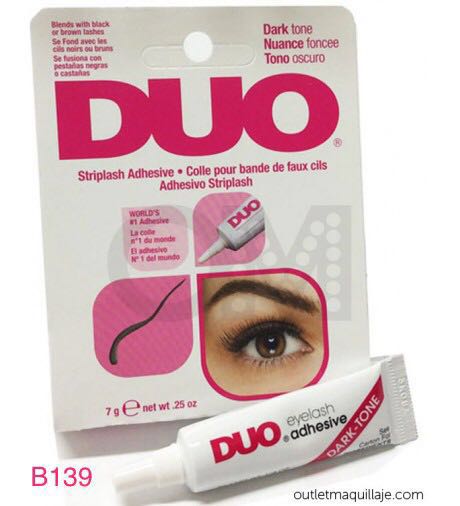 Blends with black
or brown lashes
Se Fond avec les
cils noirs ou bruns
Se fusiona con
pestañas negras
o castañas
Dark tone
Nuance foncee
Tono oscuro
DUO®
Striplash Adhesive • Colle pour bande de faux cils
Adhesivo Striplash
WORLD'S
#1 Adhesive
La colle
n°1 du monde
El adhesivo
N° 1 del mundo
DUO
7 g e net wt .25 oz
DUO® eyelash
adhesive
DARK-TONE
B139
outletmaquillaje.com